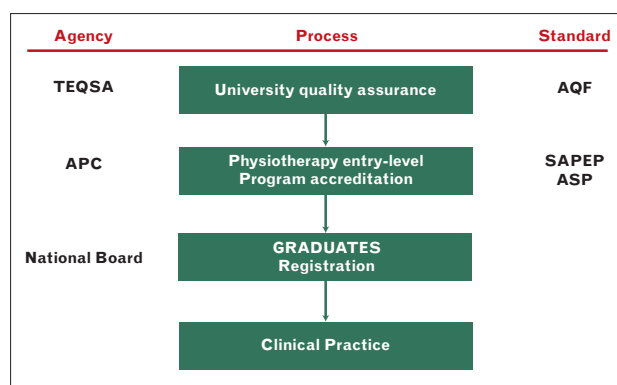 Agency Process Standard
TEQSA University quality assurance AQF
APC Physiotherapy entry-level SAPEP
Program accreditation ASP
National Board GRADUATES
Registration
Clinical Practice